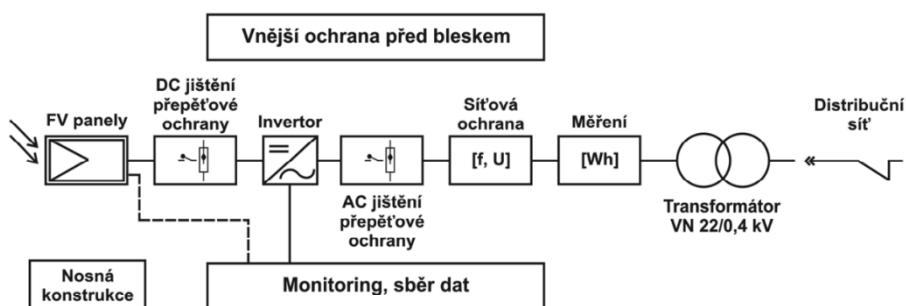 Vnější ochrana před bleskem
FV panely
DC jištění
přepěťové
ochrany
Invertor
AC jištění
přepěťové
ochrany
Síťová
ochrana
[f, U]
Měření
[Wh]
Transformátor
VN 22/0,4 kV
Distribuční
síť
Nosná
konstrukce
Monitoring, sběr dat